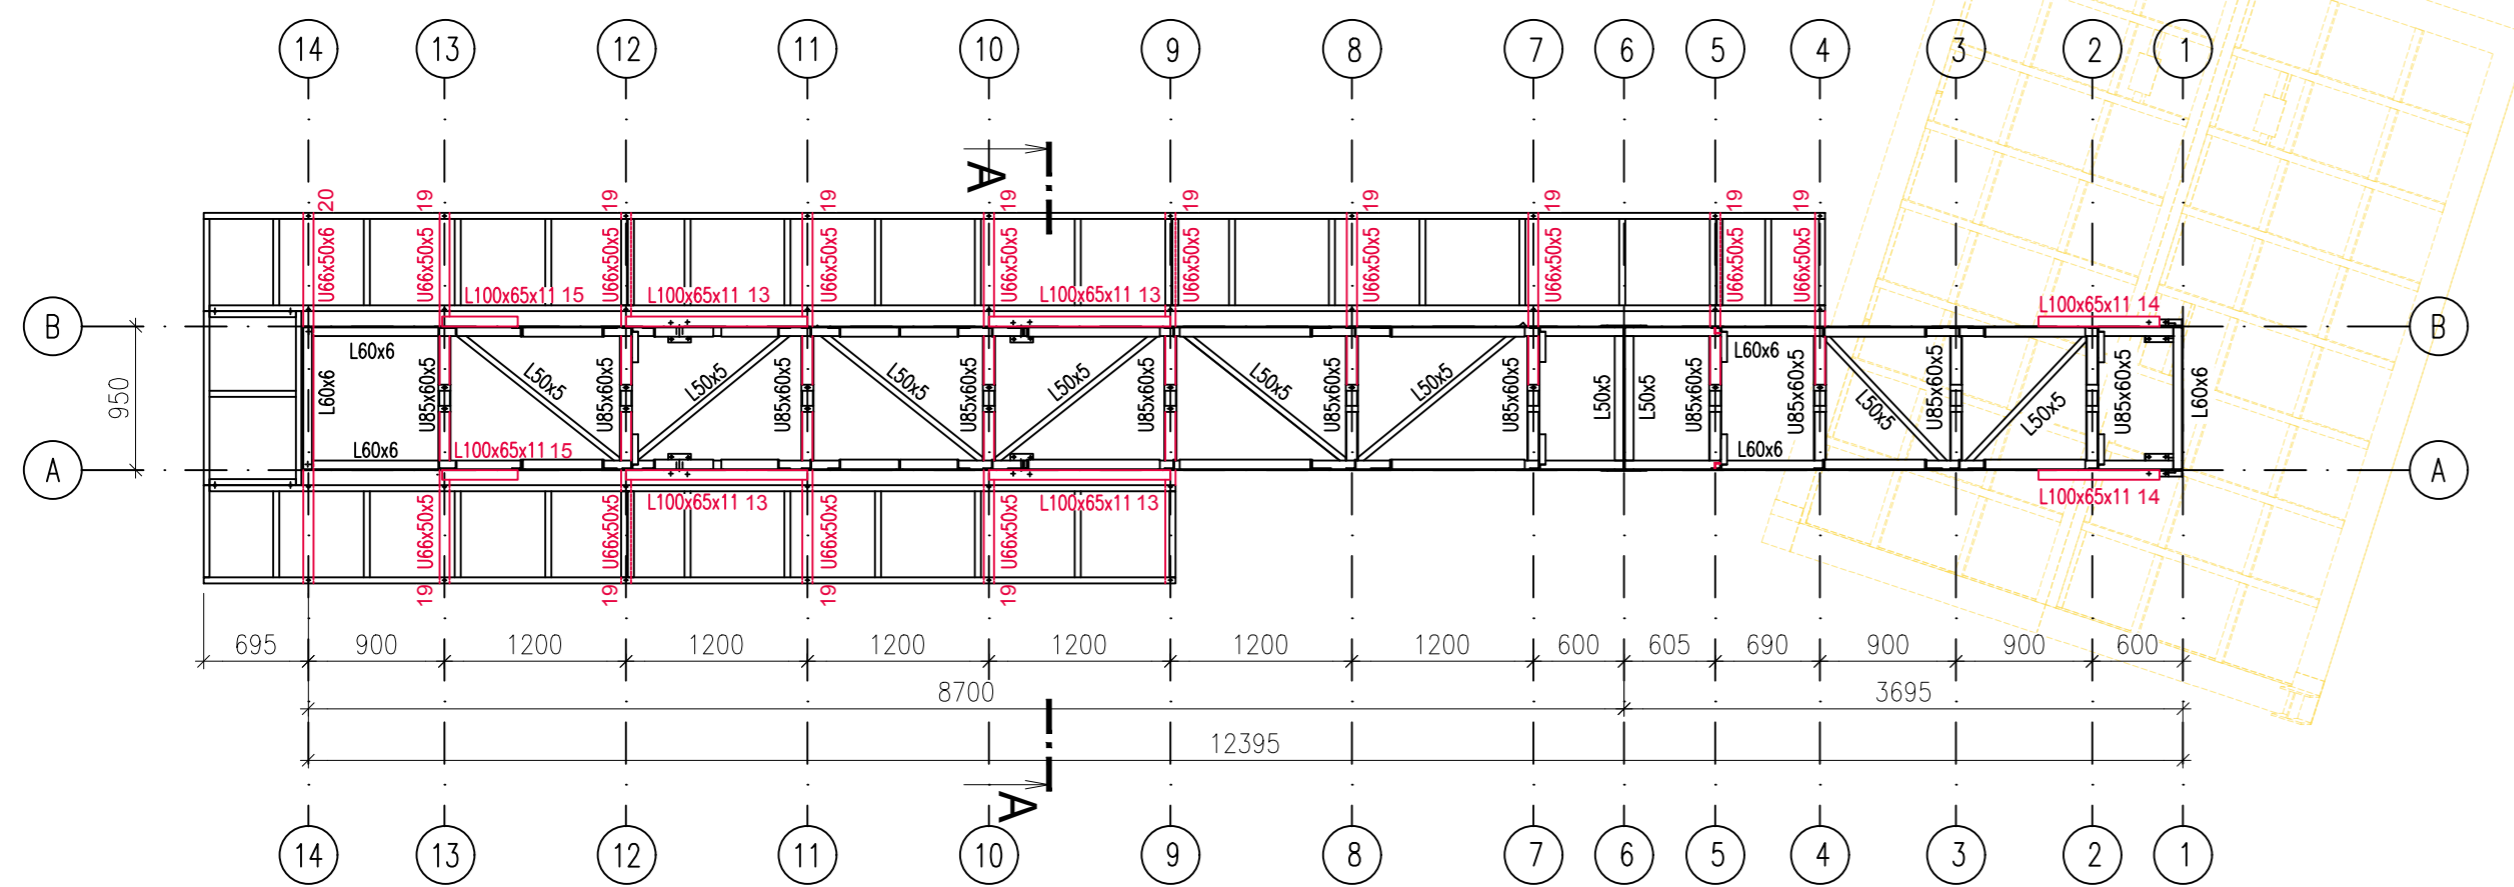 14 13 12 11 10 9 8 7 6 5 4 3 2 1
A
20 19 19 19 19 19 19 19 19 19
U66x50x6 U66x50x5 U66x50x5 U66x50x5 U66x50x5 U66x50x5 U66x50x5 U66x50x5 U66x50x5 U66x50x5
L100x65x11 15 L100x65x11 13 L100x65x11 13 L100x65x11 14
B B
L60x6 L60x6
L60x6 U85x60x5 L50x5 U85x60x5 L50x5 U85x60x5 L50x5 U85x60x5 L50x5 U85x60x5 L50x5 U85x60x5 L50x5 U85x60x5 L50x5 L50x5 U85x60x5 U85x60x5 L50x5 U85x60x5 L50x5 U85x60x5 L60x6
950
L60x6 L100x65x11 15 L60x6
A A
L100x65x11 13 L100x65x11 13 L100x65x11 14
U66x50x5 U66x50x5 U66x50x5 U66x50x5
19 19 19 19
695 900 1200 1200 1200 1200 1200 1200 600 605 690 900 900 600
8700 3695
12395
A
14 13 12 11 10 9 8 7 6 5 4 3 2 1